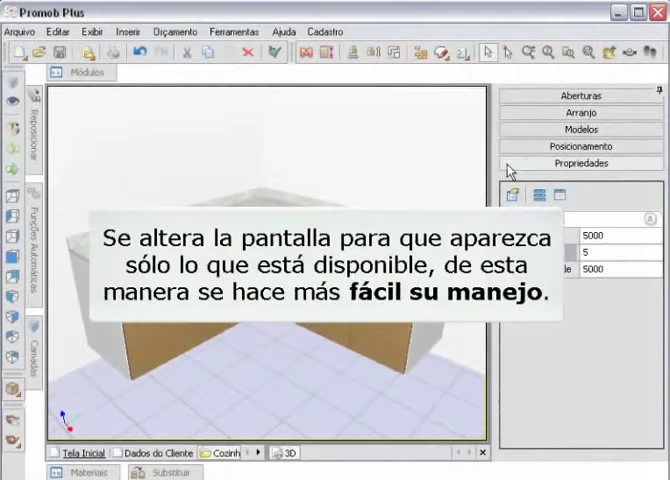 Promob Plus
Arquivo Editar Exibir Inserir Orçamento Ferramentas Ajuda Cadastro
Módulos
Reposicionar
Funções Automáticas
Camadas
Aberturas
Arranjo
Modelos
Posicionamento
Propriedades
5000
5
de 5000
Se altera la pantalla para que aparezca
sólo lo que está disponible, de esta
manera se hace más fácil su manejo.
Tela Inicial Dados do Cliente Cozinh 3D
Materiais Substituir